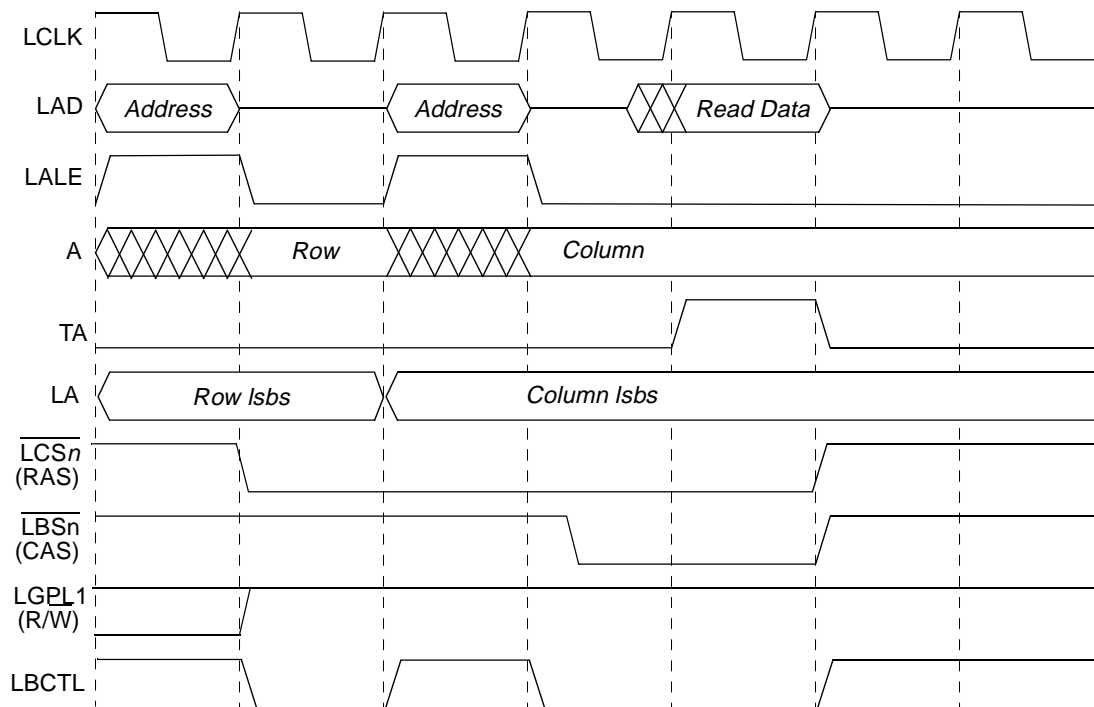 LCLK
LAD Address Address Read Data
LALE
A Row Column
TA
LA Row lsbs Column lsbs
LCSn
(RAS)
LBSn
(CAS)
LGPL1
(R/W)
LBCTL